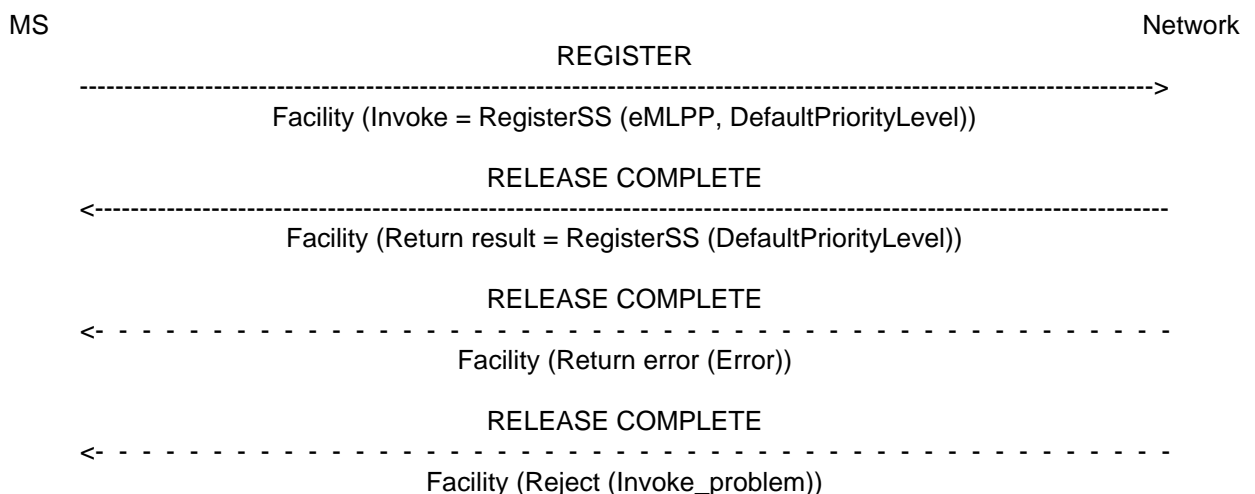 MS Network
REGISTER
------------------------------------------------------------------------------------------------------------------------>
Facility (Invoke = RegisterSS (eMLPP, DefaultPriorityLevel))
RELEASE COMPLETE
<------------------------------------------------------------------------------------------------------------------------
Facility (Return result = RegisterSS (DefaultPriorityLevel))
RELEASE COMPLETE
<- - - - - - - - - - - - - - - - - - - - - - - - - - - - - - - - - - - - - - - - - - -
Facility (Return error (Error))
RELEASE COMPLETE
<- - - - - - - - - - - - - - - - - - - - - - - - - - - - - - - - - - - - - - - - - - -
Facility (Reject (Invoke_problem))